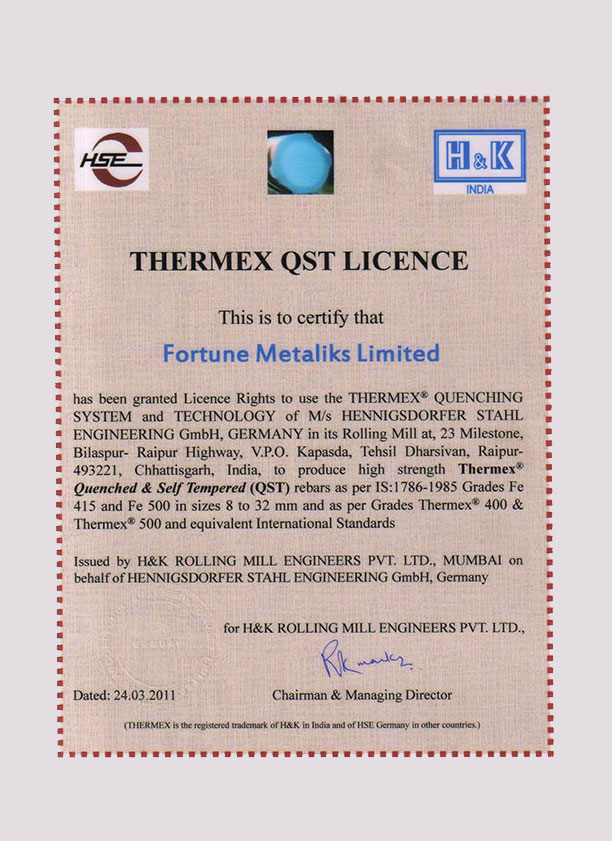 HSE
H&K
INDIA
THERMEX QST LICENCE
This is to certify that
Fortune Metaliks Limited
has been granted Licence Rights to use the THERMEX® QUENCHING
SYSTEM and TECHNOLOGY of M/s HENNIGSDORFER STAHL
ENGINEERING GmbH, GERMANY in its Rolling Mill at, 23 Milestone,
Bilaspur- Raipur Highway, V.P.O. Kapasda, Tehsil Dharsivan, Raipur-
493221, Chhattisgarh, India, to produce high strength Thermex®
Quenched & Self Tempered (QST) rebars as per IS:1786-1985 Grades Fe
415 and Fe 500 in sizes 8 to 32 mm and as per Grades Thermex® 400 &
Thermex® 500 and equivalent International Standards
Issued by H&K ROLLING MILL ENGINEERS PVT. LTD., MUMBAI on
behalf of HENNIGSDORFER STAHL ENGINEERING GmbH, Germany
for H&K ROLLING MILL ENGINEERS PVT. LTD.,
Dated: 24.03.2011
Chairman & Managing Director
(THERMEX is the registered trademark of H&K in India and of HSE Germany in other countries.)